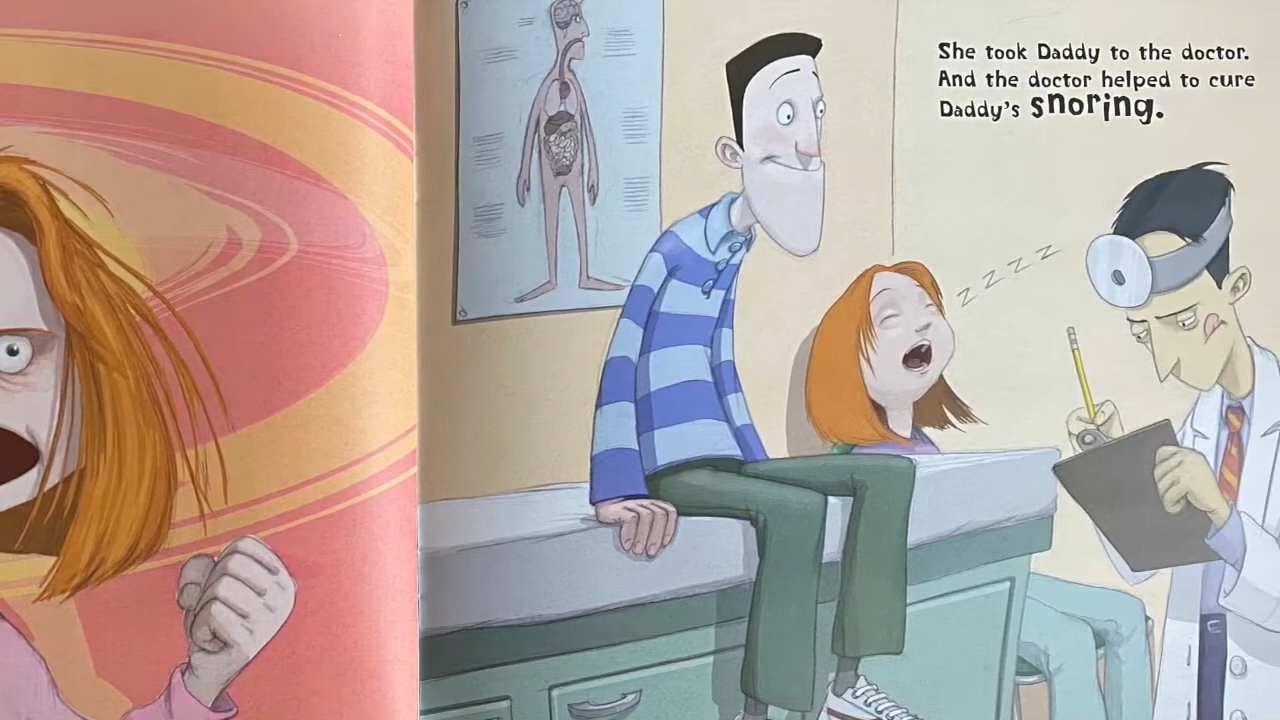 She took Daddy to the doctor.
And the doctor helped to cure
Daddy's snoring.
Z Z Z Z Z